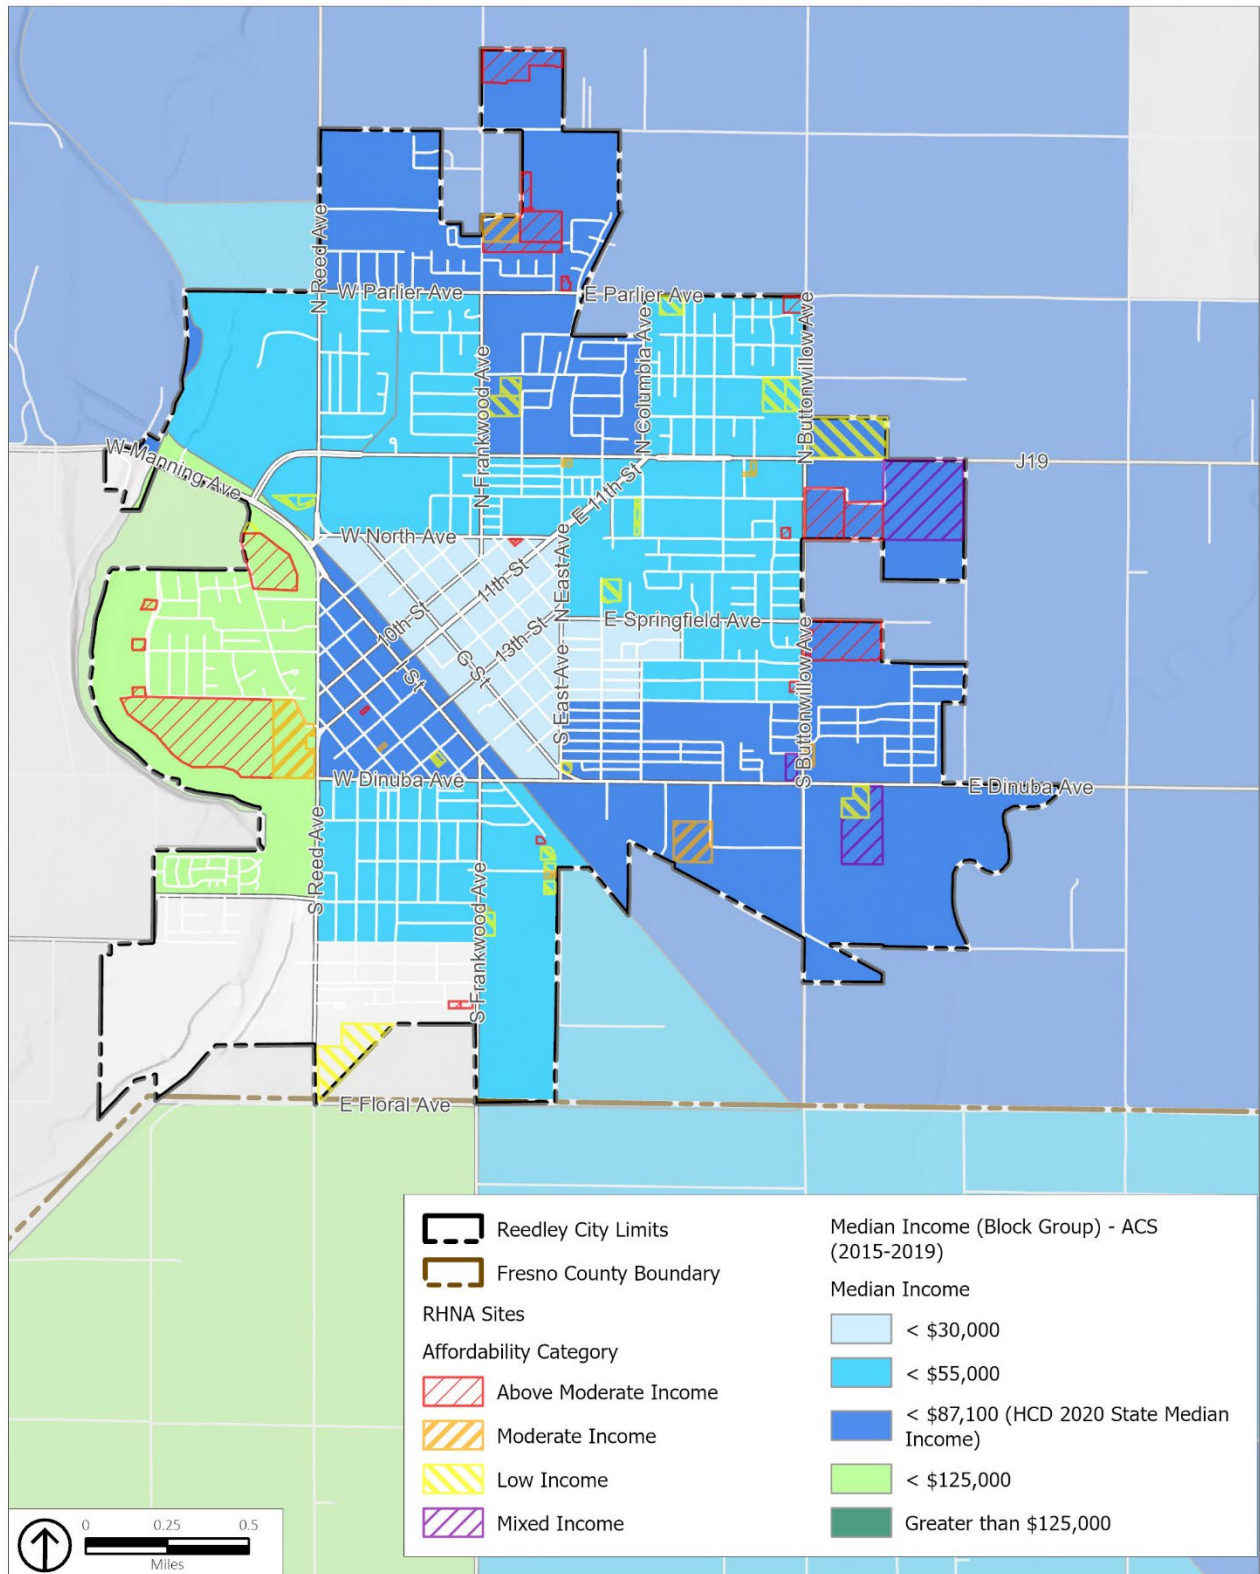 N Reed Ave
W Parlier Ave
E Parlier Ave
N Frankwood Ave
N Columbia Ave
N Buttonwillow Ave
W Manning Ave
J19
E 11th St
W North Ave
N East Ave
11th St
10th St
13th St
E Springfield Ave
G St
I St
S East Ave
S Buttonwillow Ave
W Dinuba Ave
E Dinuba Ave
S Reed Ave
S Frankwood Ave
E Floral Ave
Reedley City Limits
Fresno County Boundary
RHNA Sites
Affordability Category
Above Moderate Income
Moderate Income
Low Income
Mixed Income
Median Income (Block Group) - ACS
(2015-2019)
Median Income
< $30,000
< $55,000
< $87,100 (HCD 2020 State Median
Income)
< $125,000
Greater than $125,000
0 0.25 0.5
Miles